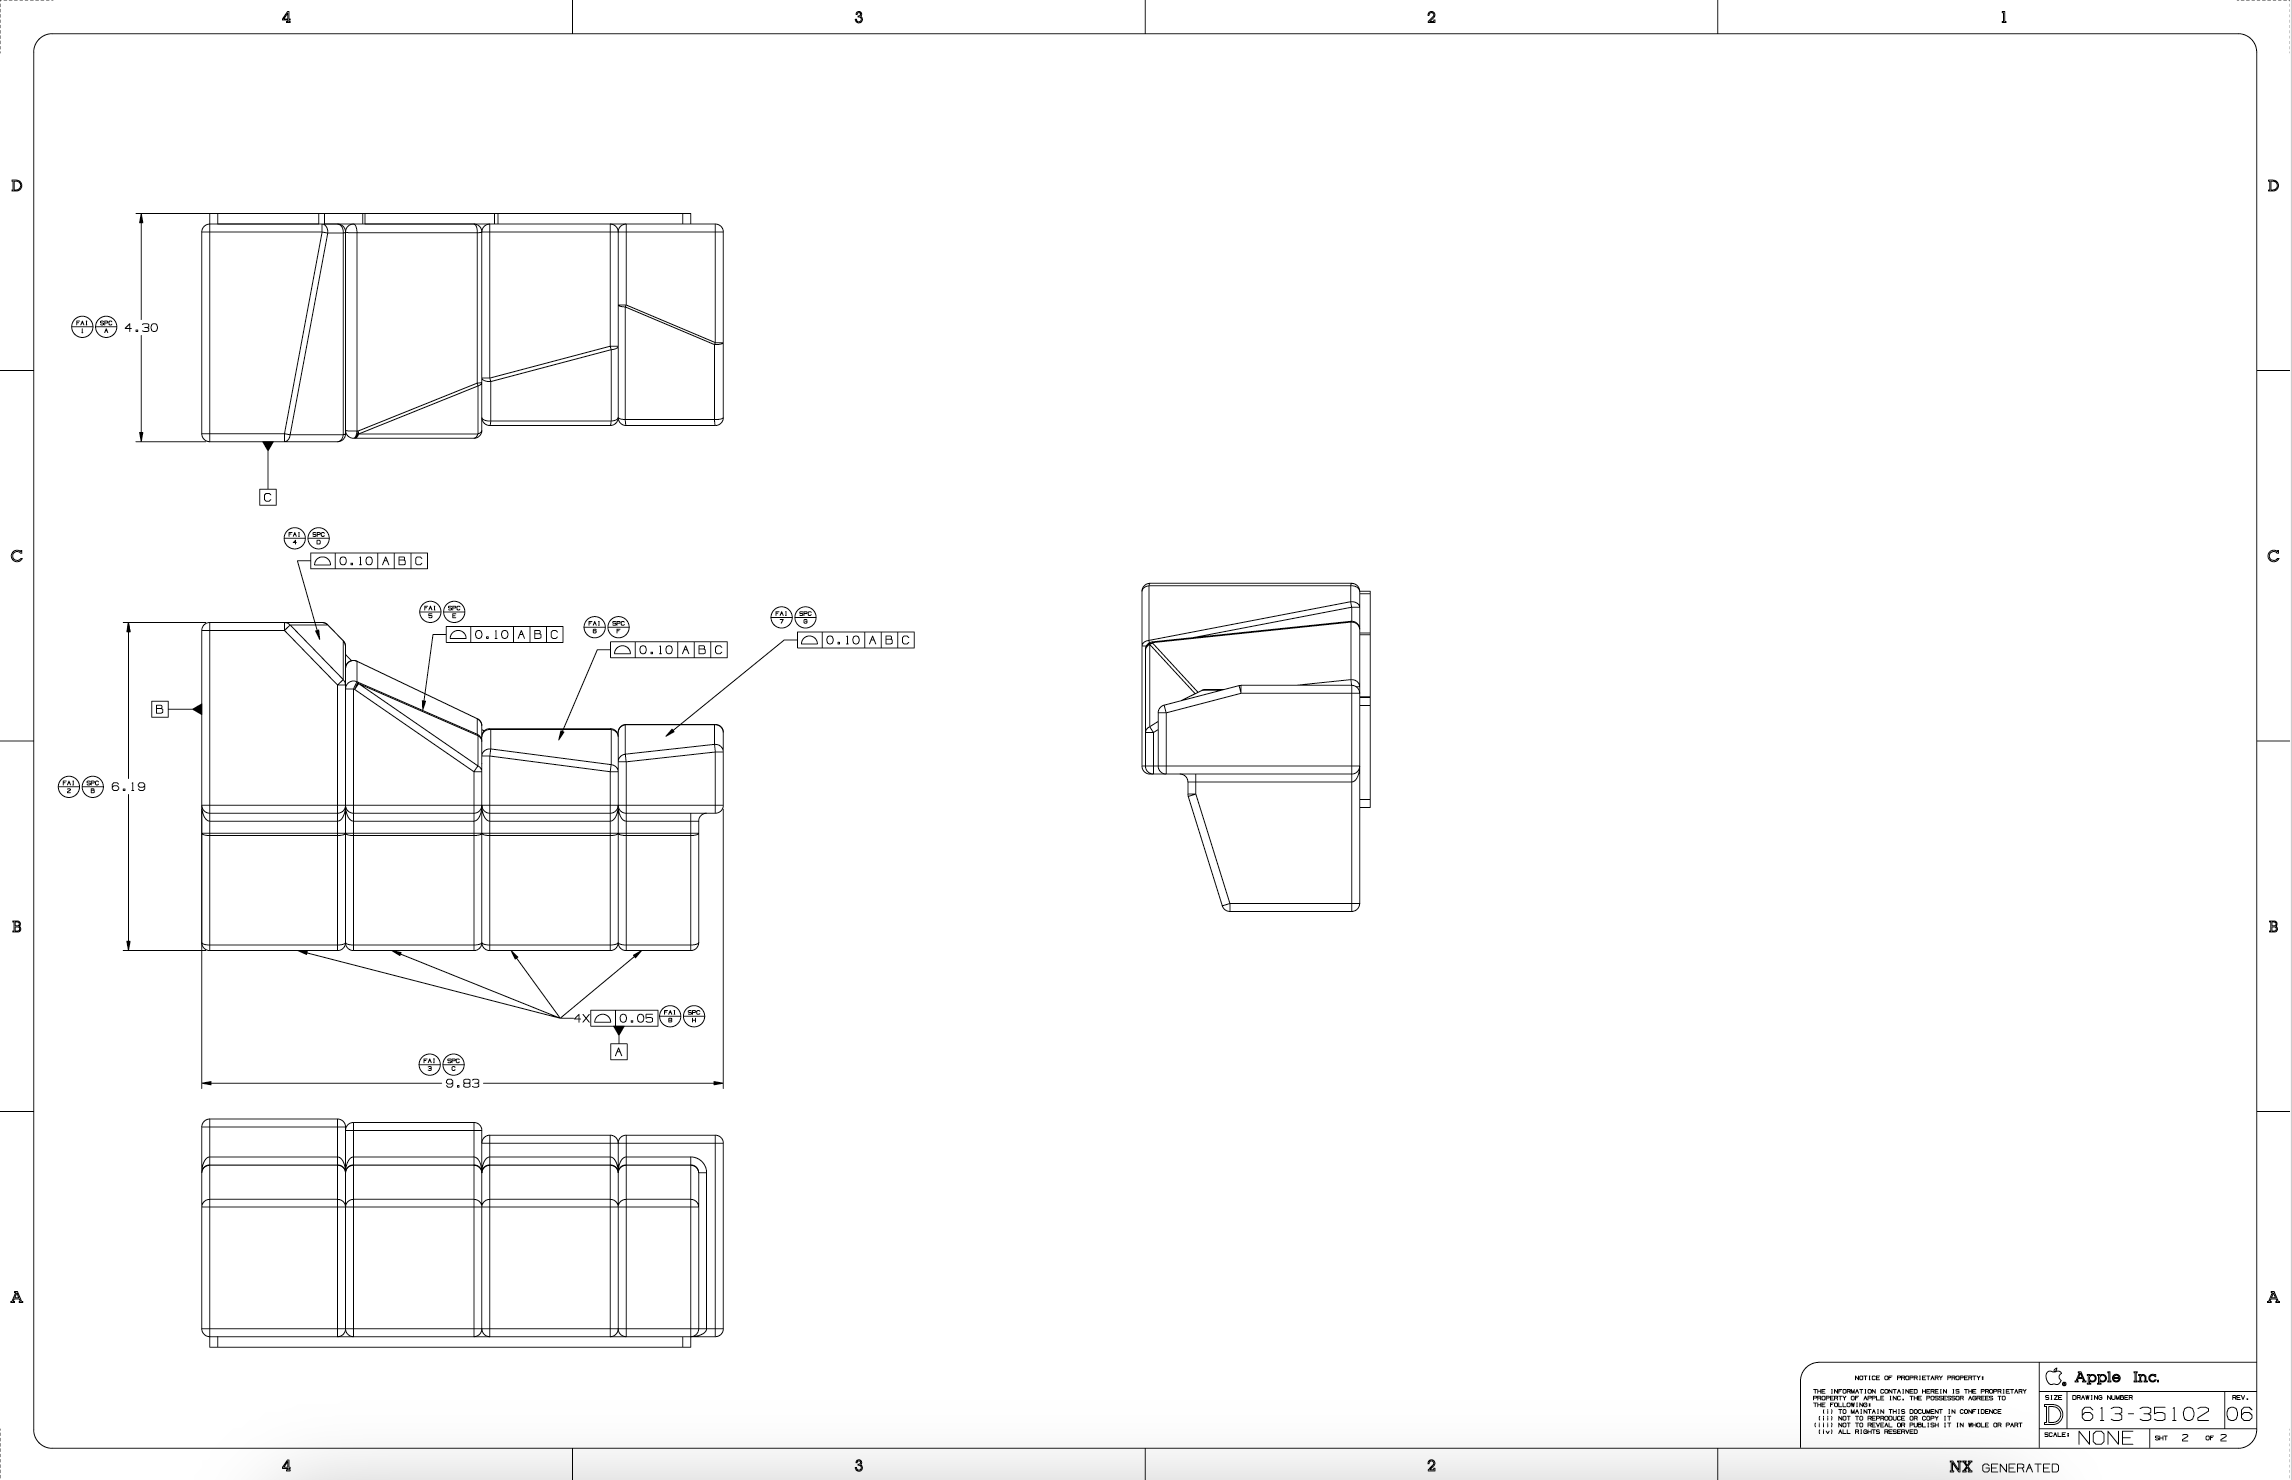 4 3 2 1
D D
FAI 1 SPC A 4.30
C
FAI 4 SPC D
0.10 A B C
C C
FAI 5 SPC E
0.10 A B C
FAI 6 SPC F
0.10 A B C
FAI 7 SPC G
0.10 A B C
B
FAI 2 SPC B 6.19
B B
4X 0.05 FAI 8 SPC H
A
FAI 3 SPC C
9.83
A A
NOTICE OF PROPRIETARY PROPERTY:
THE INFORMATION CONTAINED HEREIN IS THE PROPRIETARY
PROPERTY OF APPLE INC. THE POSSESSOR AGREES TO
THE FOLLOWING:
(i) TO MAINTAIN THIS DOCUMENT IN CONFIDENCE
(ii) NOT TO REPRODUCE OR COPY IT
(iii) NOT TO REVEAL OR PUBLISH IT IN WHOLE OR PART
(iv) ALL RIGHTS RESERVED
Apple Inc.
SIZE DRAWING NUMBER REV.
D 613-35102 06
SCALE: NONE SHT 2 OF 2
4 3 2
NX GENERATED